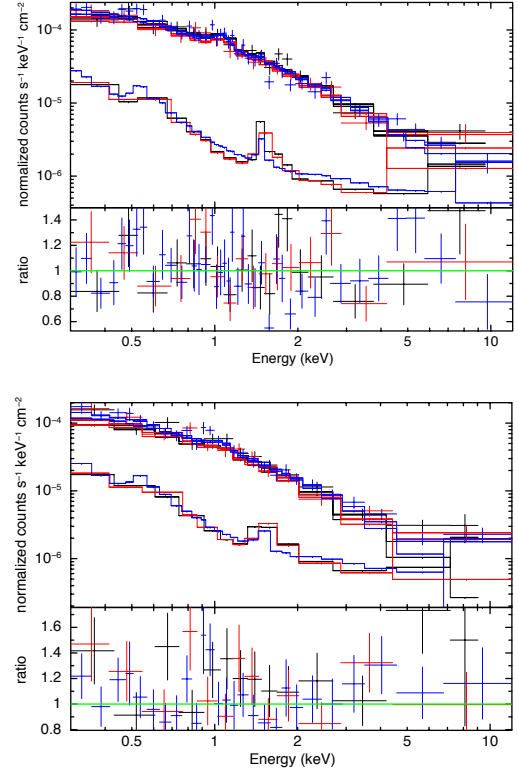 normalized counts s⁻¹ keV⁻¹ cm⁻²
10⁻⁴
10⁻⁵
10⁻⁶
ratio
1.4
1.2
1
0.8
0.6
0.5 1 2 5 10
Energy (keV)
normalized counts s⁻¹ keV⁻¹ cm⁻²
10⁻⁴
10⁻⁵
10⁻⁶
ratio
1.6
1.4
1.2
1
0.8
0.5 1 2 5 10
Energy (keV)